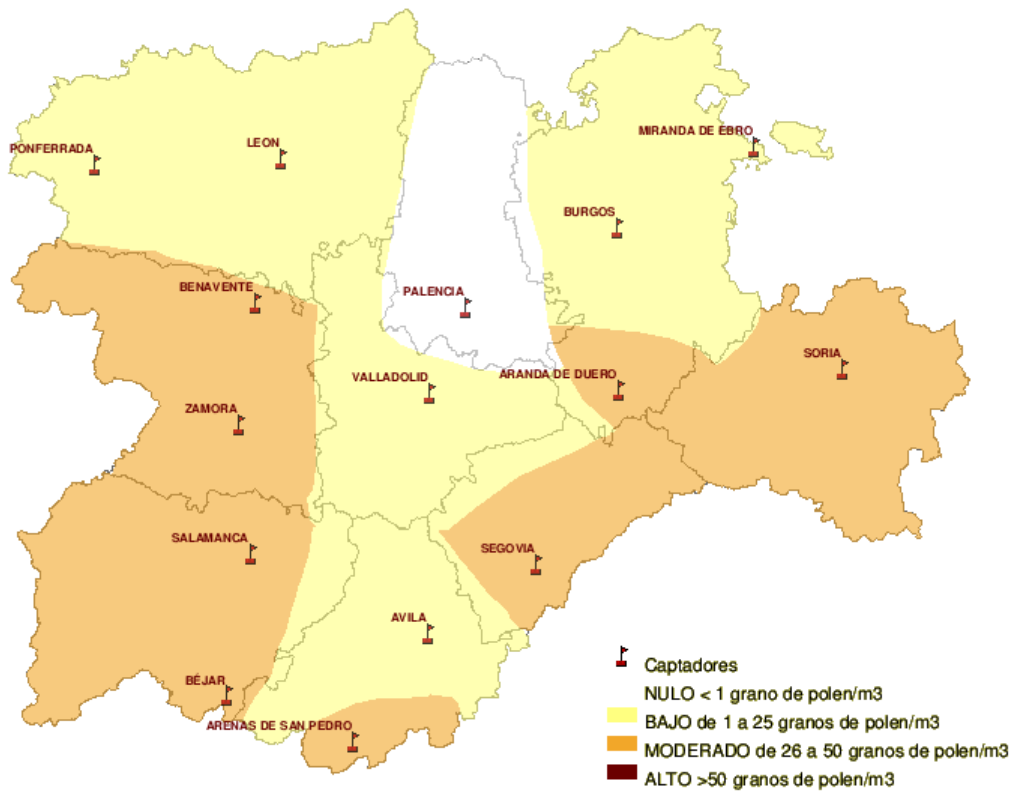 MIRANDA DE EBRO
PONFERRADA
LEON
BURGOS
BENAVENTE
PALENCIA
SORIA
VALLADOLID
ARANDA DE DUERO
ZAMORA
SALAMANCA
SEGOVIA
AVILA
BÉJAR
ARENAS DE SAN PEDRO
Captadores
NULO < 1 grano de polen/m3
BAJO de 1 a 25 granos de polen/m3
MODERADO de 26 a 50 granos de polen/m3
ALTO >50 granos de polen/m3